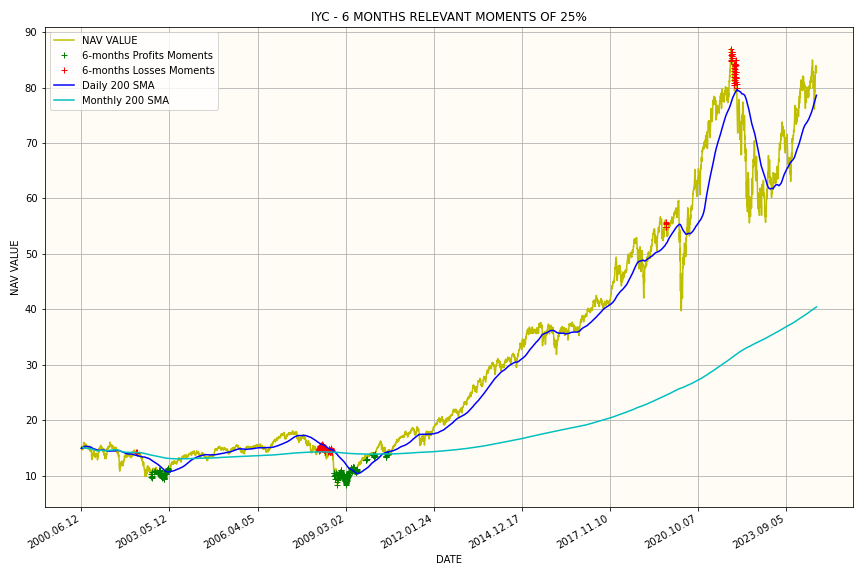 IYC - 6 MONTHS RELEVANT MOMENTS OF 25%
NAV VALUE
6-months Profits Moments
6-months Losses Moments
Daily 200 SMA
Monthly 200 SMA
90
80
70
60
50
40
30
20
10
NAV VALUE
2000.06.12
2003.05.12
2006.04.05
2009.03.02
2012.01.24
2014.12.17
2017.11.10
2020.10.07
2023.09.05
DATE